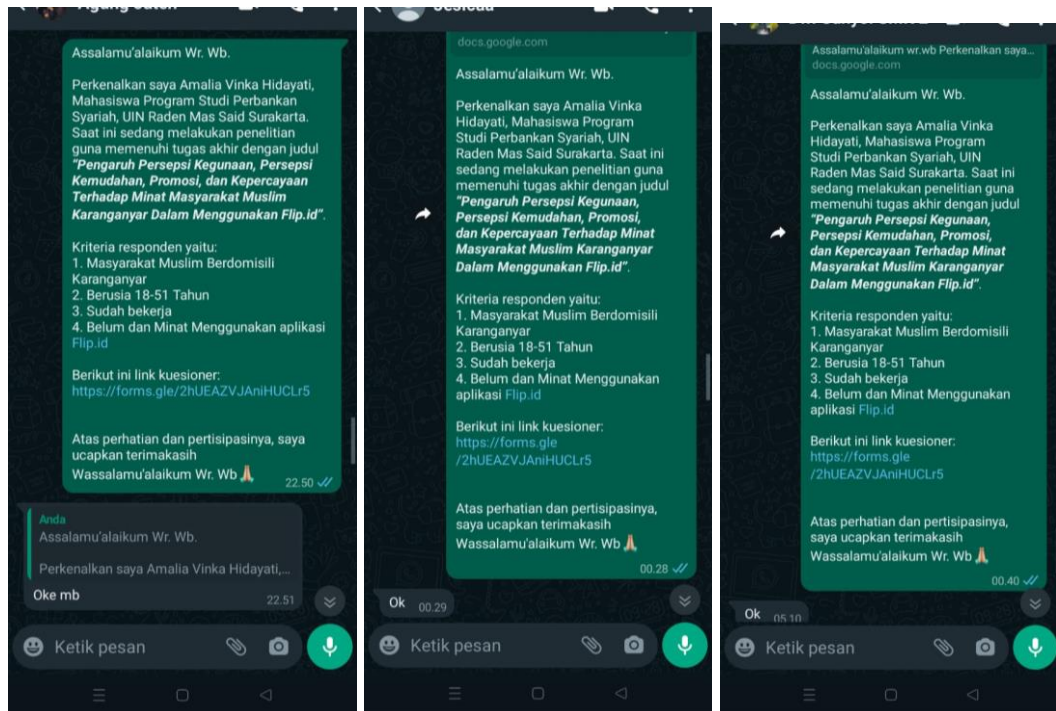 Assalamu'alaikum Wr. Wb.
Perkenalkan saya Amalia Vinka Hidayati,
Mahasiswa Program Studi Perbankan
Syariah, UIN Raden Mas Said Surakarta.
Saat ini sedang melakukan penelitian
guna memenuhi tugas akhir dengan judul
"Pengaruh Persepsi Kegunaan, Persepsi
Kemudahan, Promosi, dan Kepercayaan
Terhadap Minat Masyarakat Muslim
Karanganyar Dalam Menggunakan Flip.id".
Kriteria responden yaitu:
1. Masyarakat Muslim Berdomisili
Karanganyar
2. Berusia 18-51 Tahun
3. Sudah bekerja
4. Belum dan Minat Menggunakan aplikasi
Flip.id
Berikut ini link kuesioner:
https://forms.gle/2hUEAZVJAniHUCLr5
Atas perhatian dan pertisipasinya, saya
ucapkan terimakasih
Wassalamu'alaikum Wr. Wb🙏🏼
22.50
Anda
Assalamu'alaikum Wr. Wb.
Perkenalkan saya Amalia Vinka Hidayati,...
Oke mb
22.51
Ketik pesan
docs.google.com
Assalamu'alaikum Wr. Wb.
Perkenalkan saya Amalia Vinka
Hidayati, Mahasiswa Program
Studi Perbankan Syariah, UIN
Raden Mas Said Surakarta. Saat ini
sedang melakukan penelitian guna
memenuhi tugas akhir dengan judul
"Pengaruh Persepsi Kegunaan,
Persepsi Kemudahan, Promosi,
dan Kepercayaan Terhadap Minat
Masyarakat Muslim Karanganyar
Dalam Menggunakan Flip.id".
Kriteria responden yaitu:
1. Masyarakat Muslim Berdomisili
Karanganyar
2. Berusia 18-51 Tahun
3. Sudah bekerja
4. Belum dan Minat Menggunakan
aplikasi Flip.id
Berikut ini link kuesioner:
https://forms.gle
/2hUEAZVJAniHUCLr5
Atas perhatian dan pertisipasinya,
saya ucapkan terimakasih
Wassalamu'alaikum Wr. Wb🙏🏼
00.28
Ok 00.29
Ketik pesan
Assalamu'alaikum wr.wb Perkenalkan saya...
docs.google.com
Assalamu'alaikum Wr. Wb.
Perkenalkan saya Amalia Vinka
Hidayati, Mahasiswa Program
Studi Perbankan Syariah, UIN
Raden Mas Said Surakarta. Saat ini
sedang melakukan penelitian guna
memenuhi tugas akhir dengan judul
"Pengaruh Persepsi Kegunaan,
Persepsi Kemudahan, Promosi,
dan Kepercayaan Terhadap Minat
Masyarakat Muslim Karanganyar
Dalam Menggunakan Flip.id".
Kriteria responden yaitu:
1. Masyarakat Muslim Berdomisili
Karanganyar
2. Berusia 18-51 Tahun
3. Sudah bekerja
4. Belum dan Minat Menggunakan
aplikasi Flip.id
Berikut ini link kuesioner:
https://forms.gle
/2hUEAZVJAniHUCLr5
Atas perhatian dan pertisipasinya,
saya ucapkan terimakasih
Wassalamu'alaikum Wr. Wb🙏🏼
00.40
Ok 05.10
Ketik pesan